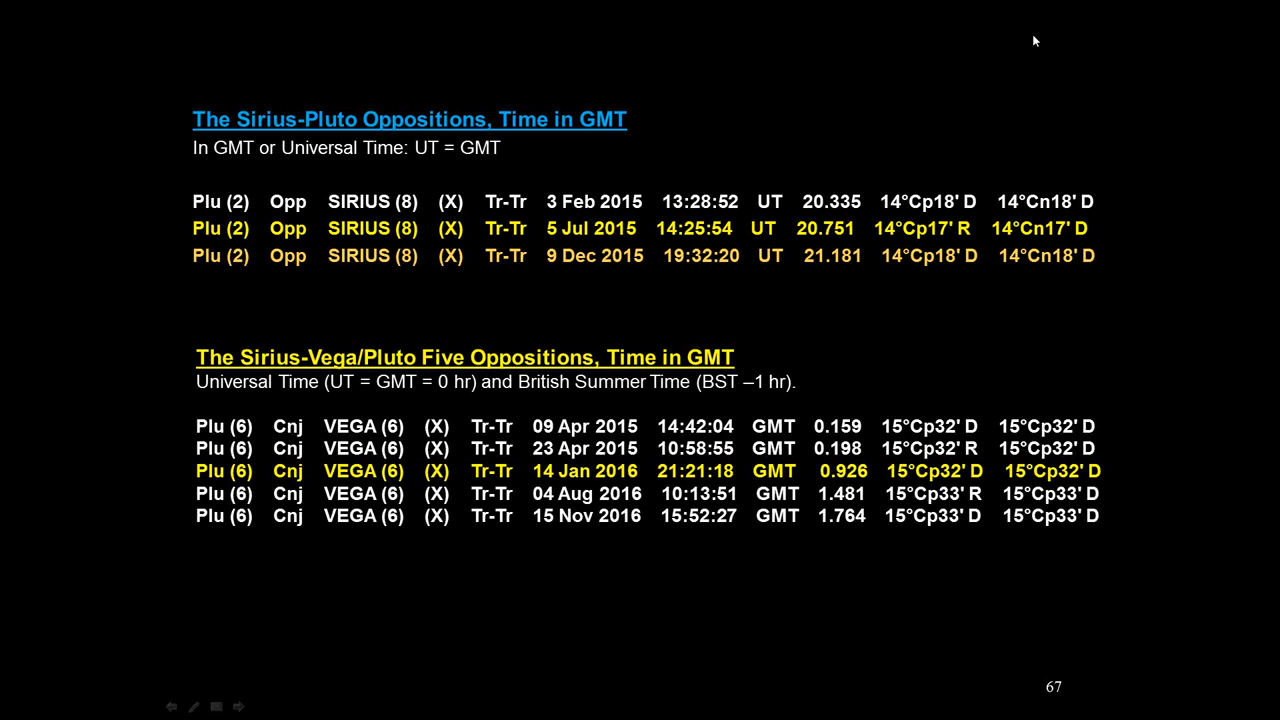 The Sirius-Pluto Oppositions, Time in GMT
In GMT or Universal Time: UT = GMT
Plu (2) Opp SIRIUS (8) (X) Tr-Tr 3 Feb 2015 13:28:52 UT 20.335 14°Cp18' D 14°Cn18' D
Plu (2) Opp SIRIUS (8) (X) Tr-Tr 5 Jul 2015 14:25:54 UT 20.751 14°Cp17' R 14°Cn17' D
Plu (2) Opp SIRIUS (8) (X) Tr-Tr 9 Dec 2015 19:32:20 UT 21.181 14°Cp18' D 14°Cn18' D
The Sirius-Vega/Pluto Five Oppositions, Time in GMT
Universal Time (UT = GMT = 0 hr) and British Summer Time (BST –1 hr).
Plu (6) Cnj VEGA (6) (X) Tr-Tr 09 Apr 2015 14:42:04 GMT 0.159 15°Cp32' D 15°Cp32' D
Plu (6) Cnj VEGA (6) (X) Tr-Tr 23 Apr 2015 10:58:55 GMT 0.198 15°Cp32' R 15°Cp32' D
Plu (6) Cnj VEGA (6) (X) Tr-Tr 14 Jan 2016 21:21:18 GMT 0.926 15°Cp32' D 15°Cp32' D
Plu (6) Cnj VEGA (6) (X) Tr-Tr 04 Aug 2016 10:13:51 GMT 1.481 15°Cp33' R 15°Cp33' D
Plu (6) Cnj VEGA (6) (X) Tr-Tr 15 Nov 2016 15:52:27 GMT 1.764 15°Cp33' D 15°Cp33' D
67